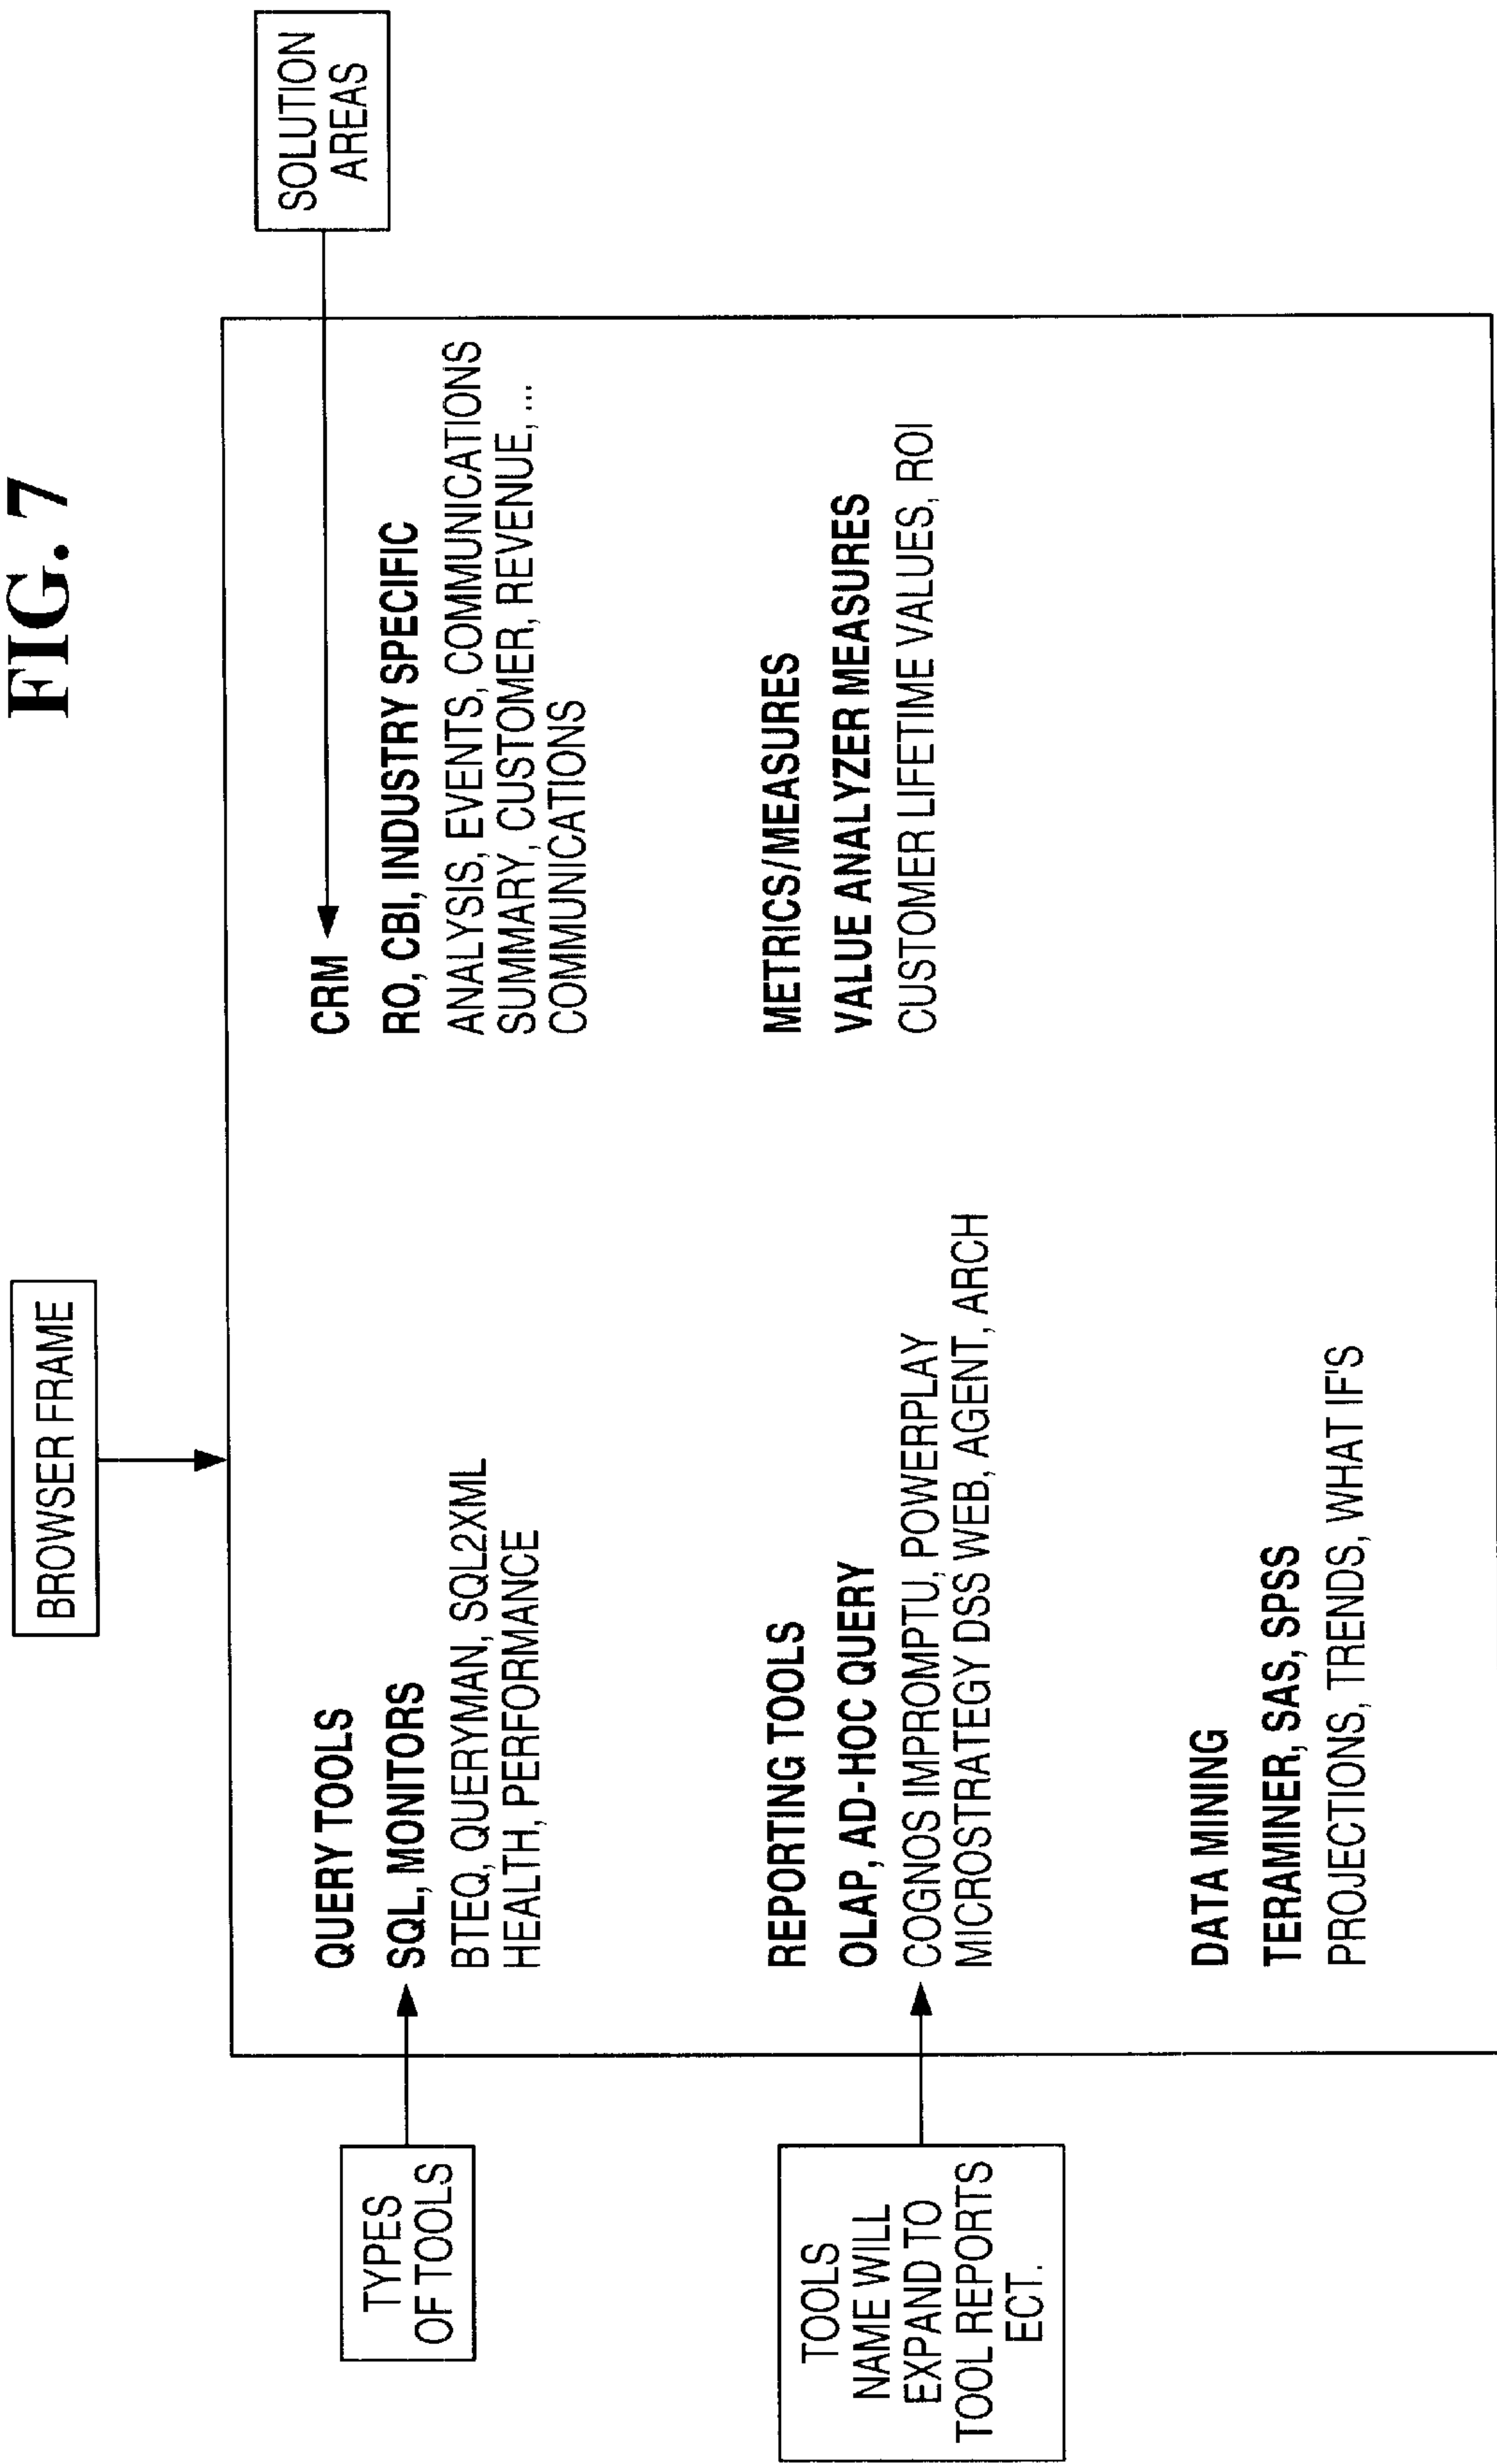 FIG. 7
BROWSER FRAME
SOLUTION
AREAS
TYPES
OF TOOLS
QUERY TOOLS
SQL, MONITORS
BTEQ, QUERYMAN, SQL2XML
HEALTH, PERFORMANCE
CRM
RO, CBI, INDUSTRY SPECIFIC
ANALYSIS, EVENTS, COMMUNICATIONS
SUMMARY, CUSTOMER, REVENUE, ...
COMMUNICATIONS
TOOLS
NAME WILL
EXPAND TO
TOOL REPORTS
ECT.
REPORTING TOOLS
OLAP, AD-HOC QUERY
COGNOS IMPROMPTU, POWERPLAY
MICROSTRATEGY DSS WEB, AGENT, ARCH
METRICS/MEASURES
VALUE ANALYZER MEASURES
CUSTOMER LIFETIME VALUES, ROI
DATA MINING
TERAMINER, SAS, SPSS
PROJECTIONS, TRENDS, WHAT IF'S